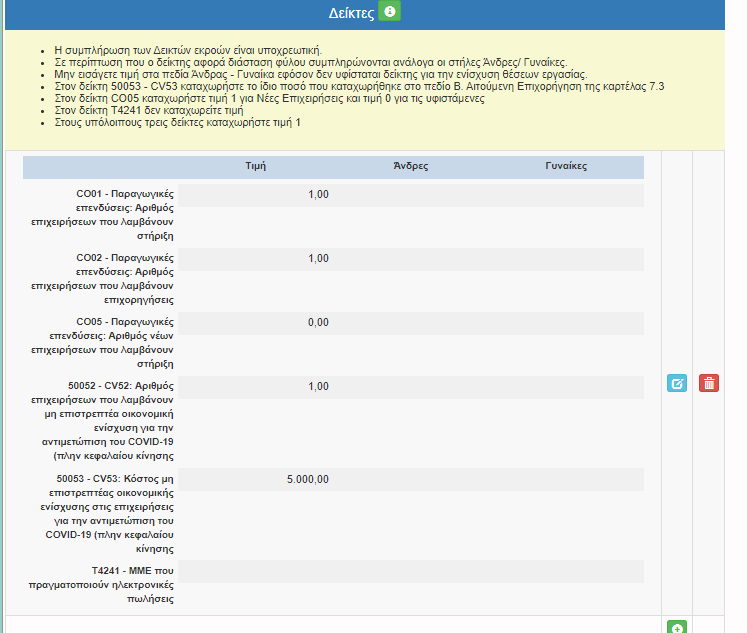 Δείκτες
Η συμπλήρωση των Δεικτών εκροών είναι υποχρεωτική.
Σε περίπτωση που ο δείκτης αφορά διάσταση φύλου συμπληρώνονται ανάλογα οι στήλες Άνδρες/ Γυναίκες.
Μην εισάγετε τιμή στα πεδία Άνδρας - Γυναίκα εφόσον δεν υφίσταται δείκτης για την ενίσχυση θέσεων εργασίας.
Στον δείκτη 50053 - CV53 καταχωρήστε το ίδιο ποσό που καταχωρήθηκε στο πεδίο Β. Αιτούμενη Επιχορήγηση της καρτέλας 7.3
Στον δείκτη CO05 καταχωρήστε τιμή 1 για Νέες Επιχειρήσεις και τιμή 0 για τις υφιστάμενες
Στον δείκτη Τ4241 δεν καταχωρείτε τιμή
Στους υπόλοιπους τρεις δείκτες καταχωρήστε τιμή 1
Τιμή Άνδρες Γυναίκες
CO01 - Παραγωγικές 1,00
επενδύσεις: Αριθμός
επιχειρήσεων που λαμβάνουν
στήριξη
CO02 - Παραγωγικές 1,00
επενδύσεις: Αριθμός
επιχειρήσεων που λαμβάνουν
επιχορηγήσεις
CO05 - Παραγωγικές 0,00
επενδύσεις: Αριθμός νέων
επιχειρήσεων που λαμβάνουν
στήριξη
50052 - CV52: Αριθμός 1,00
επιχειρήσεων που λαμβάνουν
μη επιστρεπτέα οικονομική
ενίσχυση για την
αντιμετώπιση του COVID-19
(πλην κεφαλαίου κίνησης
50053 - CV53: Κόστος μη 5.000,00
επιστρεπτέας οικονομικής
ενίσχυσης στις επιχειρήσεις
για την αντιμετώπιση του
COVID-19 (πλην κεφαλαίου
κίνησης
Τ4241 - ΜΜΕ που
πραγματοποιούν ηλεκτρονικές
πωλήσεις